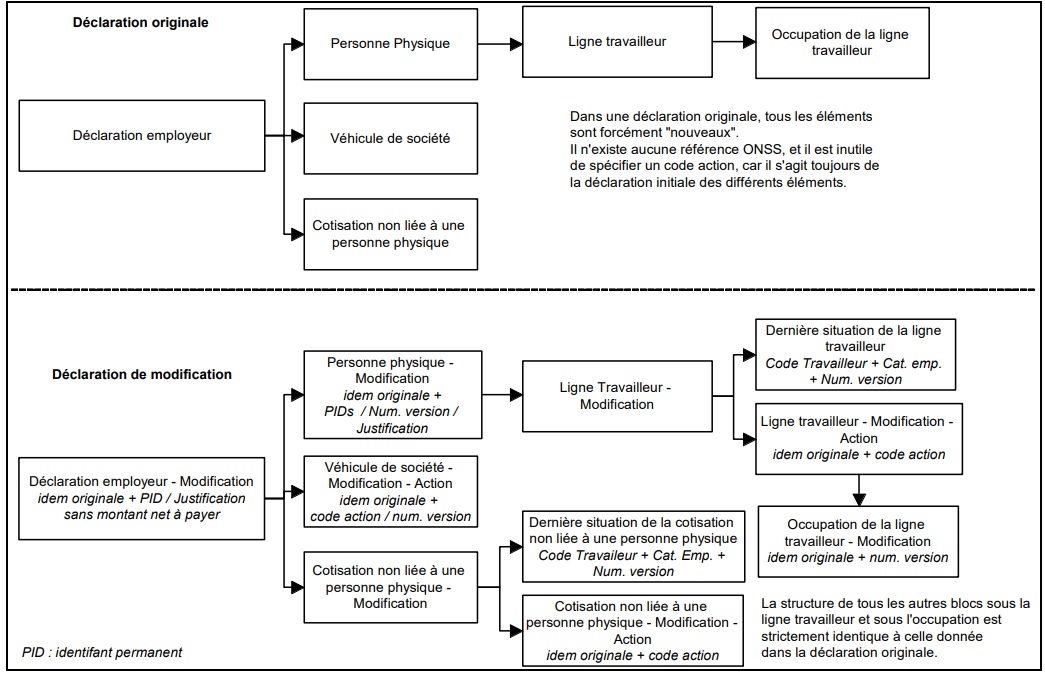 Déclaration originale
Personne Physique
Ligne travailleur
Occupation de la ligne
travailleur
Déclaration employeur
Véhicule de société
Cotisation non liée à une
personne physique
Dans une déclaration originale, tous les éléments
sont forcément "nouveaux".
Il n'existe aucune référence ONSS, et il est inutile
de spécifier un code action, car il s'agit toujours de
la déclaration initiale des différents éléments.
Déclaration de modification
Déclaration employeur - Modification
idem originale + PID / Justification
sans montant net à payer
Personne physique -
Modification
idem originale +
PIDs / Num. version /
Justification
Ligne Travailleur -
Modification
Dernière situation de la ligne
travailleur
Code Travailleur + Cat. emp.
+ Num. version
Ligne travailleur - Modification -
Action
idem originale + code action
Occupation de la ligne
travailleur - Modification
idem originale + num. version
Véhicule de société -
Modification - Action
idem originale +
code action / num. version
Cotisation non liée à une
personne physique -
Modification
Dernière situation de la cotisation
non liée à une personne physique
Code Travaileur + Cat. Emp. +
Num. version
Cotisation non liée à une
personne physique - Modification -
Action
idem originale + code action
La structure de tous les autres blocs sous la
ligne travailleur et sous l'occupation est
strictement identique à celle donnée
dans la déclaration originale.
PID : identifant permanent